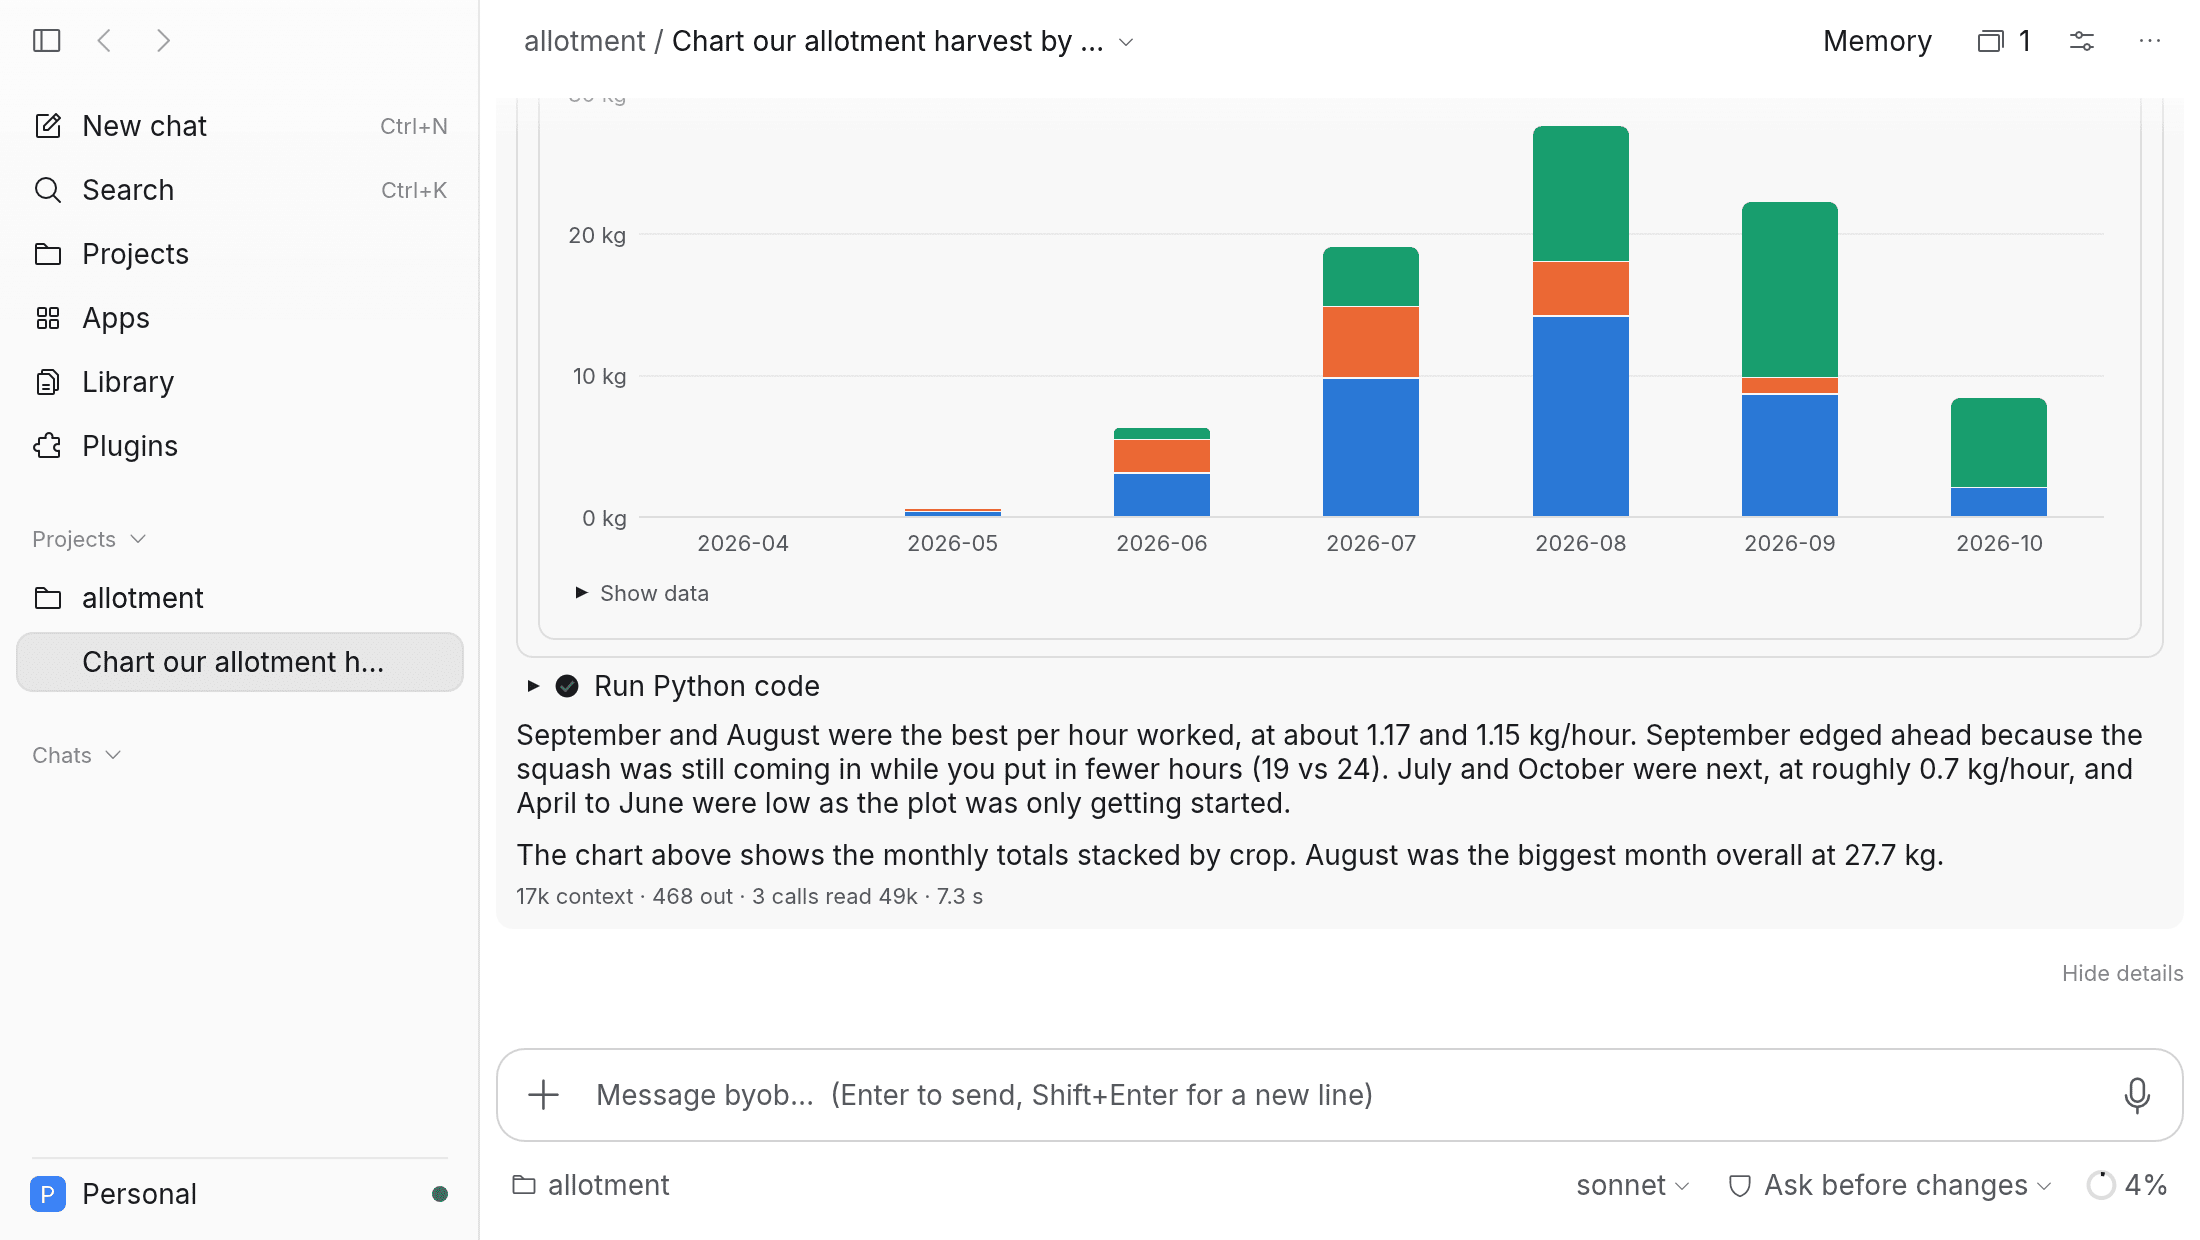 allotment / Chart our allotment harvest by ...
Memory
1
New chat Ctrl+N
Search Ctrl+K
Projects
Apps
Library
Plugins
Projects
allotment
Chart our allotment h...
Chats
Personal
P
20 kg
10 kg
0 kg
2026-04 2026-05 2026-06 2026-07 2026-08 2026-09 2026-10
Show data
Run Python code
September and August were the best per hour worked, at about 1.17 and 1.15 kg/hour. September edged ahead because the
squash was still coming in while you put in fewer hours (19 vs 24). July and October were next, at roughly 0.7 kg/hour, and
April to June were low as the plot was only getting started.
The chart above shows the monthly totals stacked by crop. August was the biggest month overall at 27.7 kg.
17k context · 468 out · 3 calls read 49k · 7.3 s
Hide details
Message byob... (Enter to send, Shift+Enter for a new line)
allotment
sonnet
Ask before changes
4%